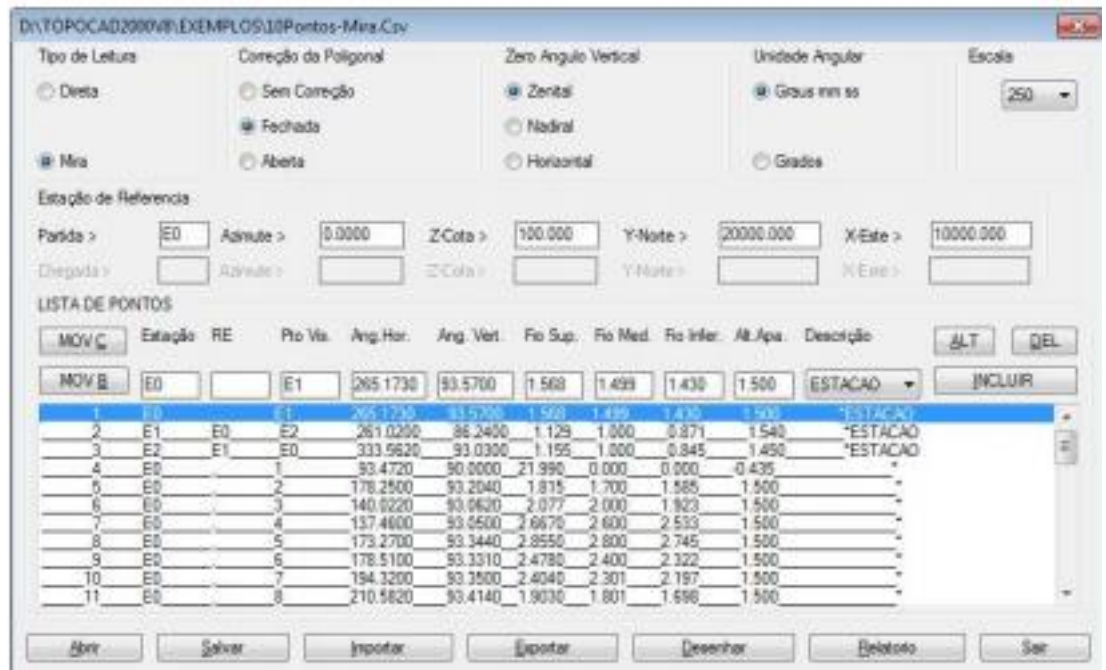 D:\TOPOCAD2000V8\EXEMPLOS\10Pontos-Mira.Csv
Tipo de Leitura Correção da Poligonal Zero Angulo Vertical Unidade Angular Escala
Direta Sem Correção Zenital Graus mm ss 250
Fechada Nadiral
Mira Aberta Horizontal Grados
Estação de Referencia
Partida > E0 Azimute > 0.0000 Z-Cota > 100.000 Y-Norte > 20000.000 X-Este > 10000.000
Chegada > Azimute > Z-Cota > Y-Norte > X-Este >
LISTA DE PONTOS
MOV C Estação RE Pto Vis. Ang.Hor. Ang. Vert. Fio Sup. Fio Med. Fio Infer. Alt.Apa. Descrição ALT DEL
MOV B E0 E1 265.1730 93.5700 1.568 1.499 1.430 1.500 ESTACAO INCLUIR
1 E0 E1 265.1730 93.5700 1.568 1.499 1.430 1.500 *ESTACAO
2 E1 E0 E2 261.0200 86.2400 1.129 1.000 0.871 1.540 *ESTACAO
3 E2 E1 E0 333.5620 93.0300 1.155 1.000 0.845 1.450 *ESTACAO
4 E0 1 93.4720 90.0000 21.990 0.000 0.000 -0.435 *
5 E0 2 178.2500 93.2040 1.815 1.700 1.585 1.500 *
6 E0 3 140.0220 93.0620 2.077 2.000 1.923 1.500 *
7 E0 4 137.4600 93.0500 2.6670 2.600 2.533 1.500 *
8 E0 5 173.2700 93.3440 2.8550 2.800 2.745 1.500 *
9 E0 6 178.5100 93.3310 2.4780 2.400 2.322 1.500 *
10 E0 7 194.3200 93.3500 2.4040 2.301 2.197 1.500 *
11 E0 8 210.5820 93.4140 1.9030 1.801 1.698 1.500 *
Abrir Salvar Importar Exportar Desenhar Relatorio Sair